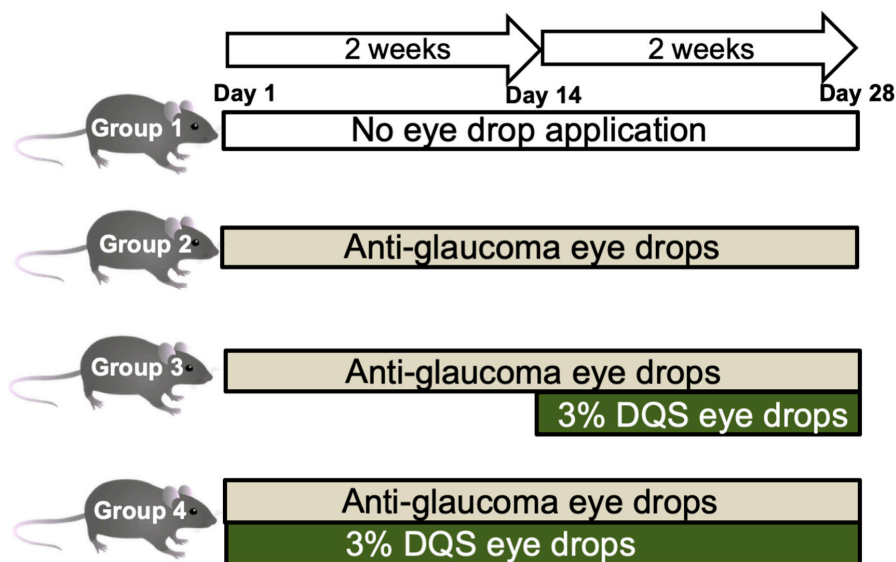 2 weeks 2 weeks
Day 1 Day 14 Day 28
Group 1 No eye drop application
Group 2 Anti-glaucoma eye drops
Group 3 Anti-glaucoma eye drops
3% DQS eye drops
Group 4 Anti-glaucoma eye drops
3% DQS eye drops